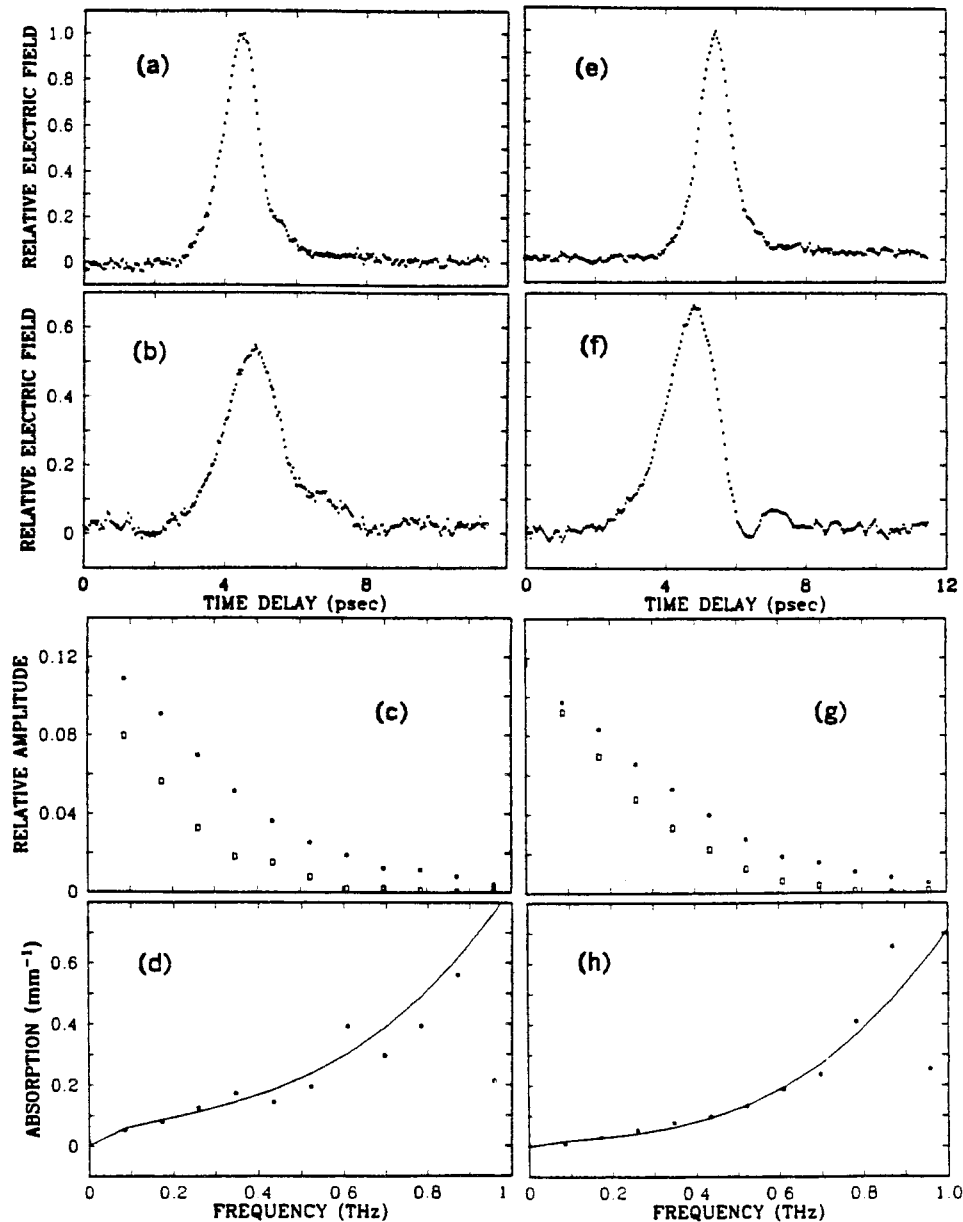 (a)
RELATIVE ELECTRIC FIELD
1.0
0.8
0.6
0.4
0.2
0
(e)
(b)
RELATIVE ELECTRIC FIELD
0.6
0.4
0.2
0
0
4
8
TIME DELAY (psec)
(f)
0
4
8
12
TIME DELAY (psec)
(c)
RELATIVE AMPLITUDE
0.12
0.08
0.04
0
(g)
(d)
ABSORPTION (mm⁻¹)
0.6
0.4
0.2
0
0
0.2
0.4
0.6
0.8
1
FREQUENCY (THz)
(h)
0
0.2
0.4
0.6
0.8
1.0
FREQUENCY (THz)